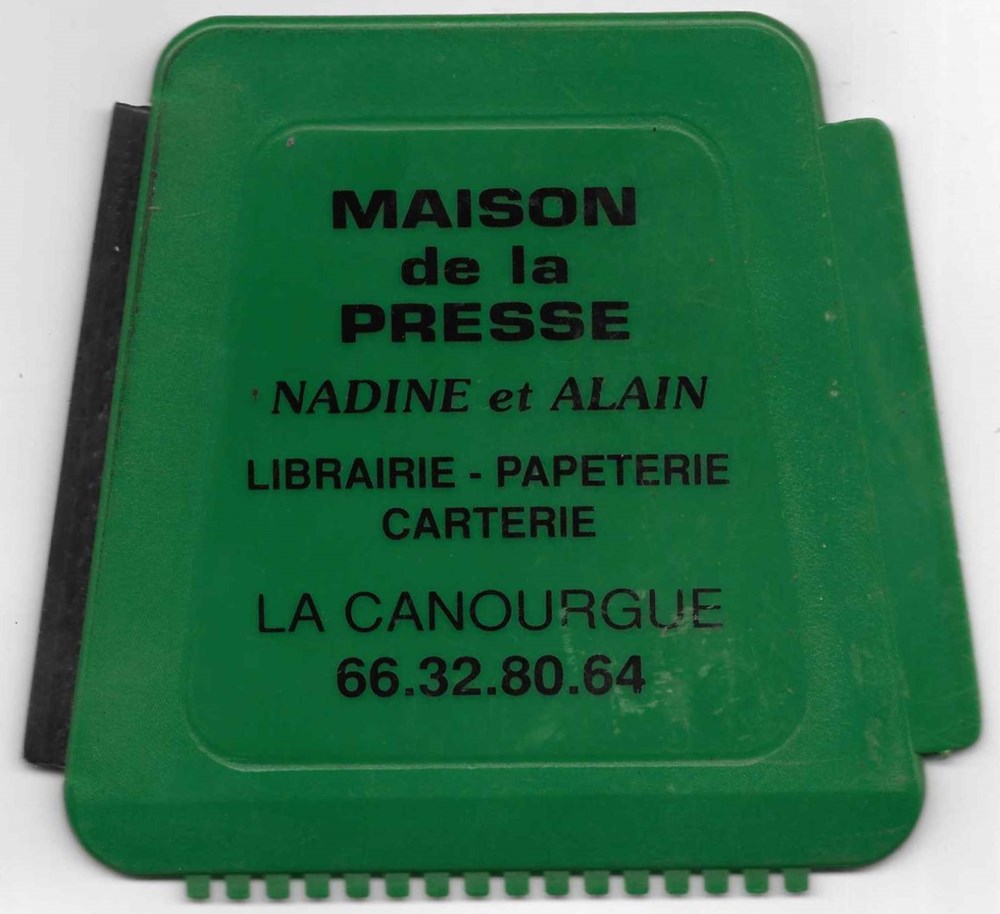 MAISON
de la
PRESSE
NADINE et ALAIN
LIBRAIRIE - PAPETERIE
CARTERIE
LA CANOURGUE
66.32.80.64